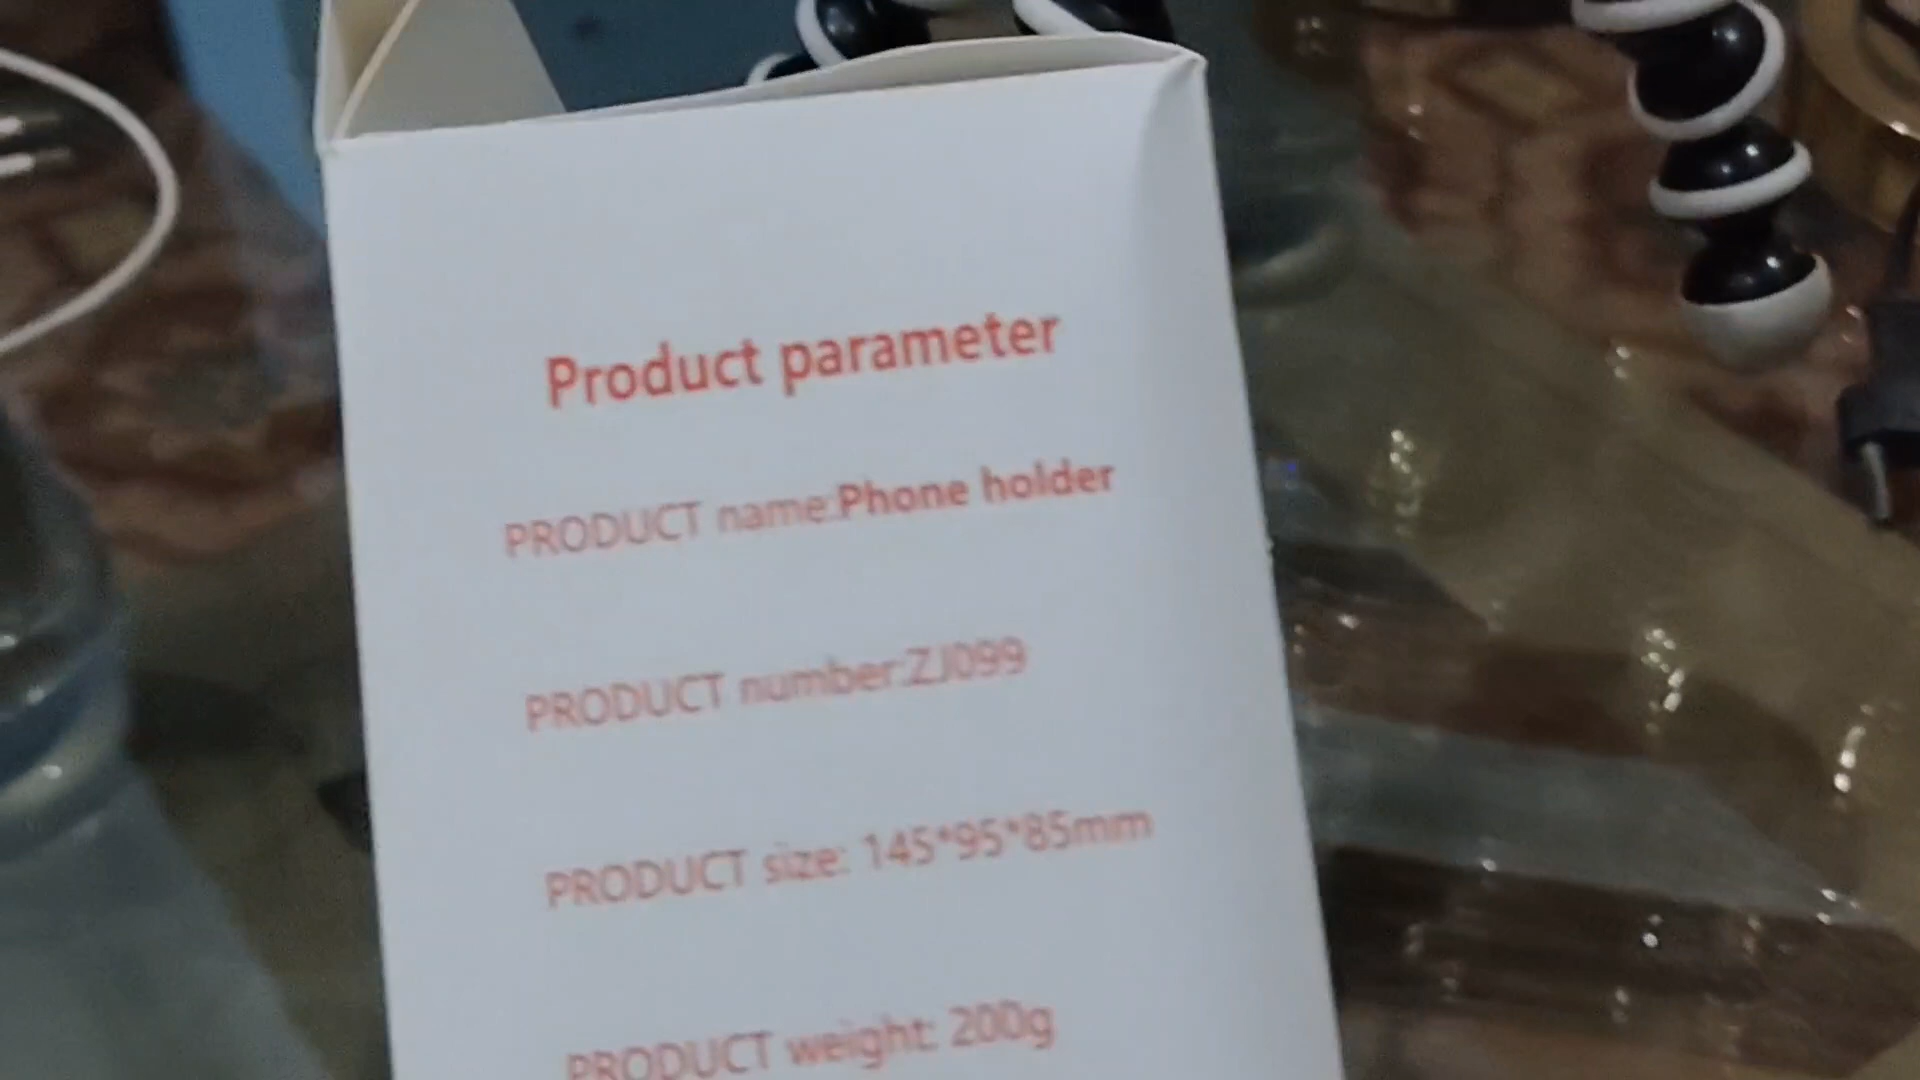 Product parameter
PRODUCT name:Phone holder
PRODUCT number:ZJ099
PRODUCT size: 145*95*85mm
PRODUCT weight: 200g